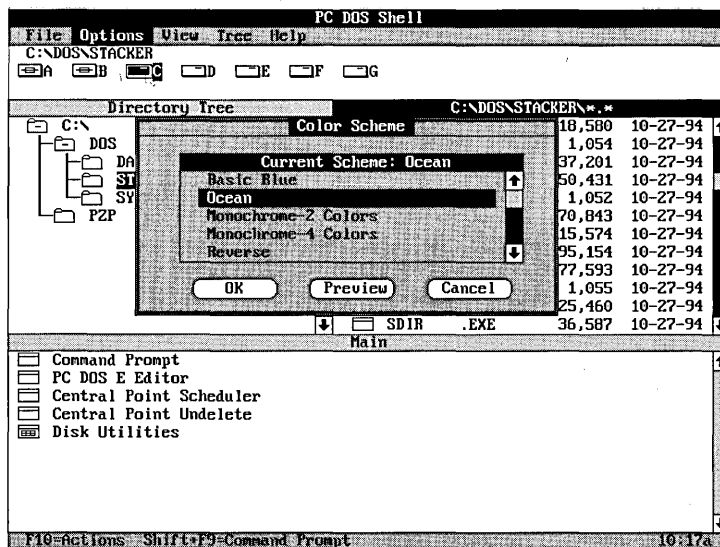 PC DOS Shell
File Options View Tree Help
C:\DOS\STACKER
A B C D E F G
Directory Tree C:\DOS\STACKER\*.*
C:\
DOS
DA
ST
SY
PZP
Color Scheme
Current Scheme: Ocean
Basic Blue
Ocean
Monochrome-2 Colors
Monochrome-4 Colors
Reverse
OK Preview Cancel
18,580 10-27-94
1,054 10-27-94
37,201 10-27-94
50,431 10-27-94
1,052 10-27-94
70,843 10-27-94
15,574 10-27-94
95,154 10-27-94
77,593 10-27-94
1,055 10-27-94
25,460 10-27-94
SDIR .EXE 36,587 10-27-94
Main
Command Prompt
PC DOS E Editor
Central Point Scheduler
Central Point Undelete
Disk Utilities
F10=Actions Shift+F9=Command Prompt 10:17a